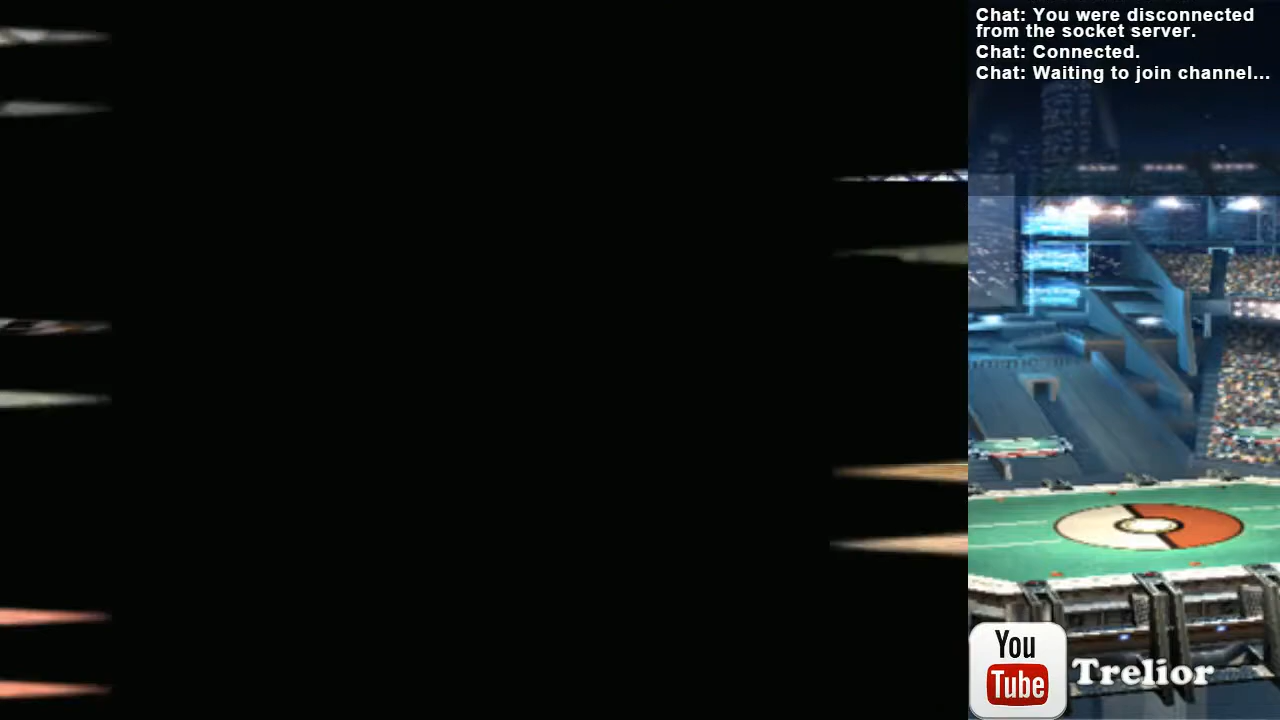 Chat: You were disconnected
from the socket server.
Chat: Connected.
Chat: Waiting to join channel...
You
Tube
Trelior